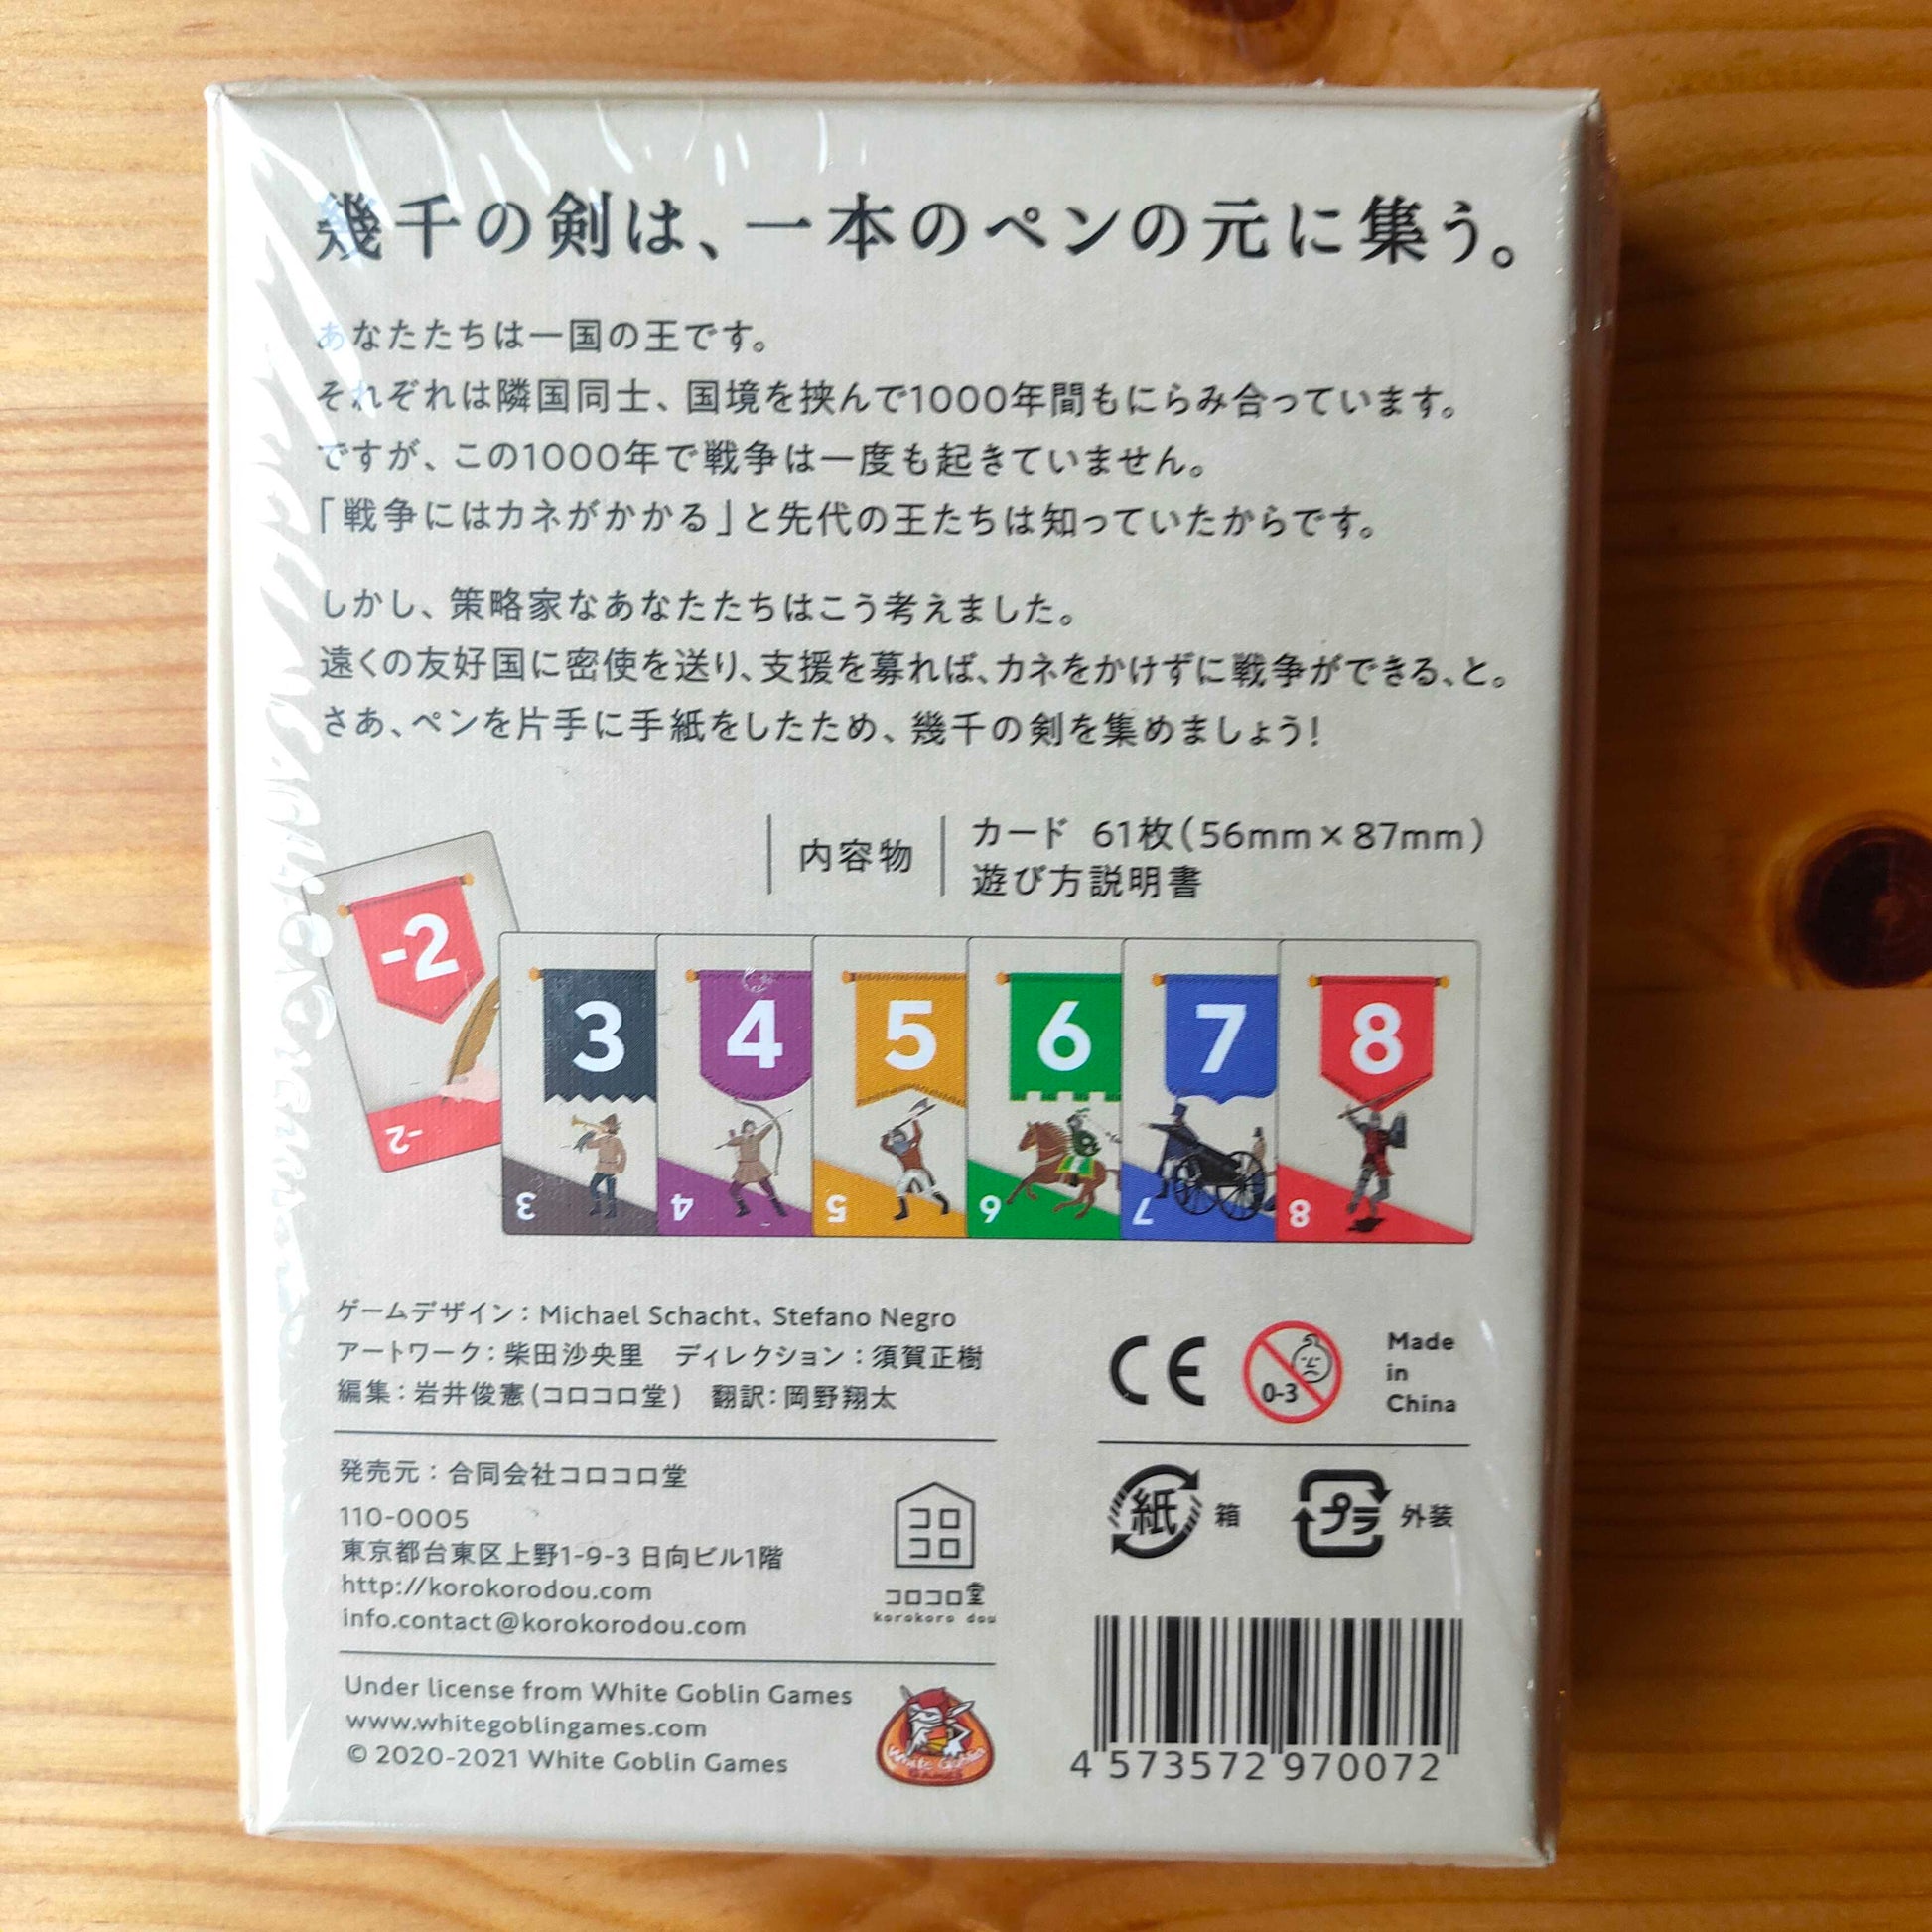 幾千の剣は、一本のペンの元に集う。
あなたたちは一国の王です。
それぞれは隣国同士、国境を挟んで1000年間もにらみ合っています。
ですが、この1000年で戦争は一度も起きていません。
「戦争にはカネがかかる」と先代の王たちは知っていたからです。
しかし、策略家なあなたたちはこう考えました。
遠くの友好国に密使を送り、支援を募れば、カネをかけずに戦争ができる、と。
さあ、ペンを片手に手紙をしたため、幾千の剣を集めましょう!
内容物
カード 61枚(56mm×87mm)
遊び方説明書
-2
-2
3 4 5 6 7 8
3 4 5 6 7 8
ゲームデザイン: Michael Schacht、Stefano Negro
アートワーク: 柴田沙央里 ディレクション: 須賀正樹
編集: 岩井俊憲(コロコロ堂) 翻訳: 岡野翔太
CE
0-3
Made
in
China
発売元: 合同会社コロコロ堂
110-0005
東京都台東区上野1-9-3 日向ビル1階
http://korokorodou.com
info.contact@korokorodou.com
コロ
コロ
コロコロ堂
korokoro dou
紙 箱
プラ 外装
Under license from White Goblin Games
www.whitegoblingames.com
© 2020-2021 White Goblin Games
White Goblin
GAMES
4 573572 970072